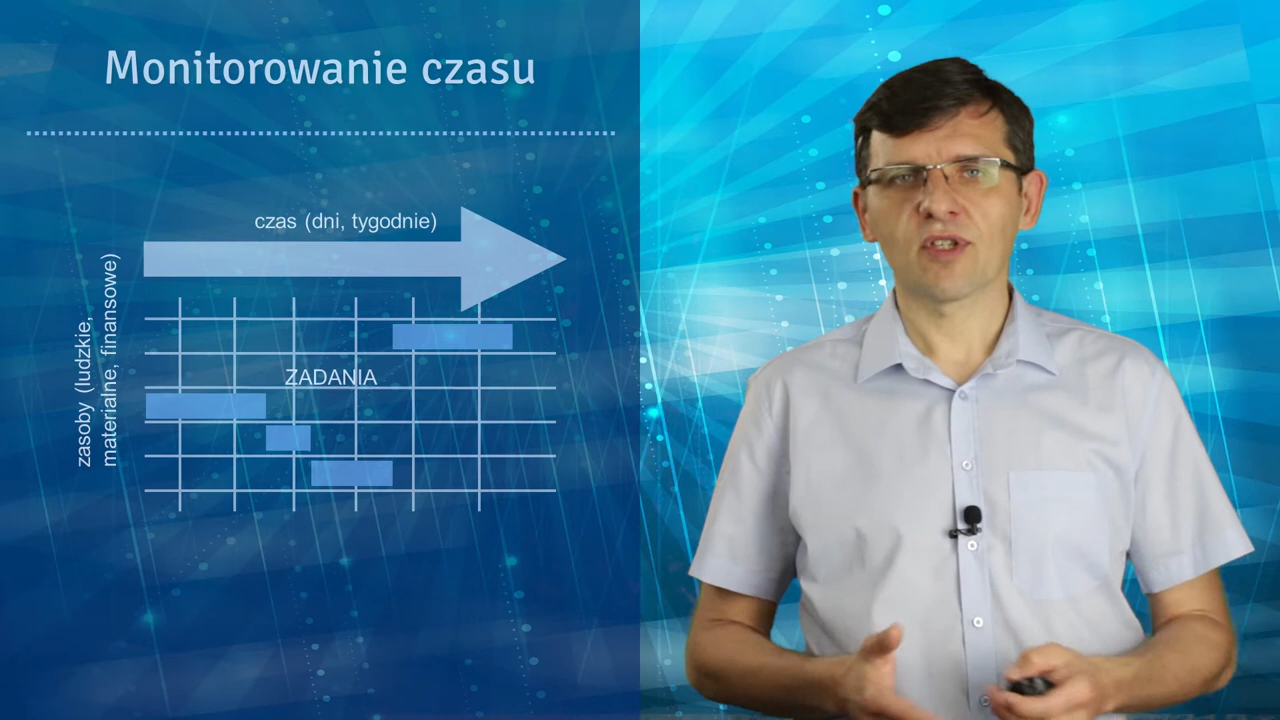 Monitorowanie czasu
czas (dni, tygodnie)
zasoby (ludzkie,
materialne, finansowe)
ZADANIA